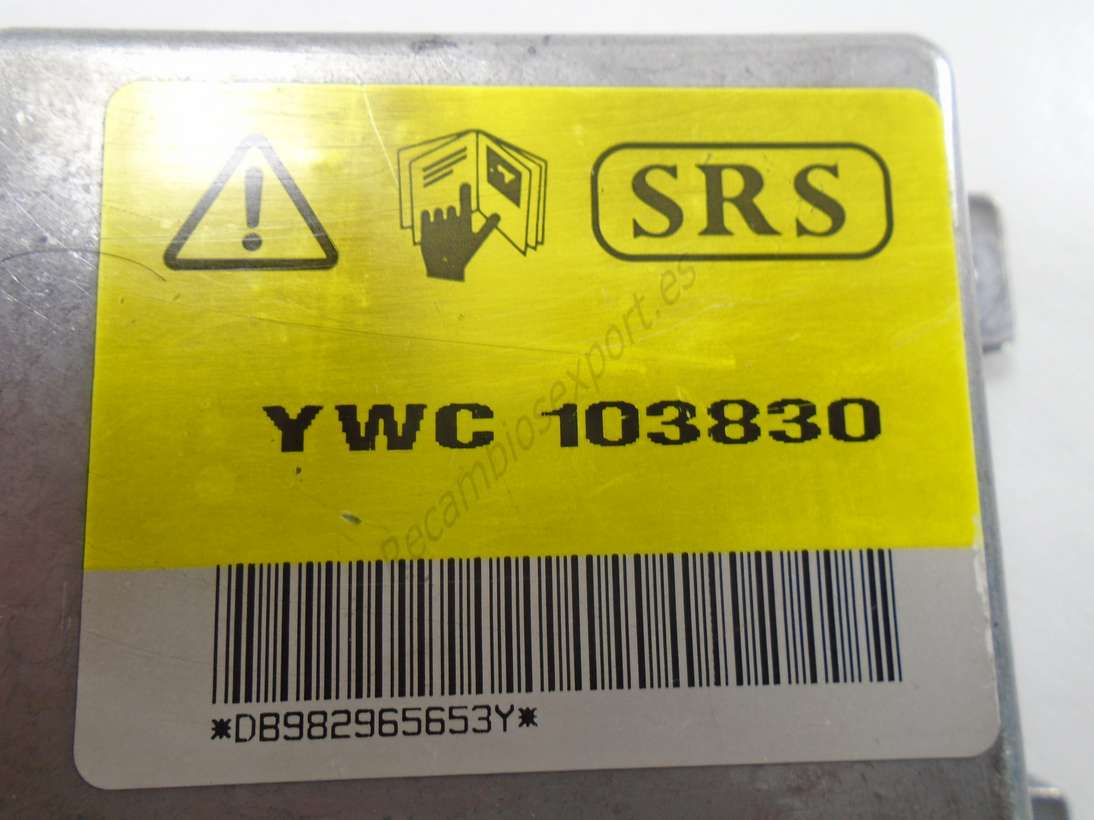 SRS
YWC 103830
Recambiosexport.es
*DB982965653Y*